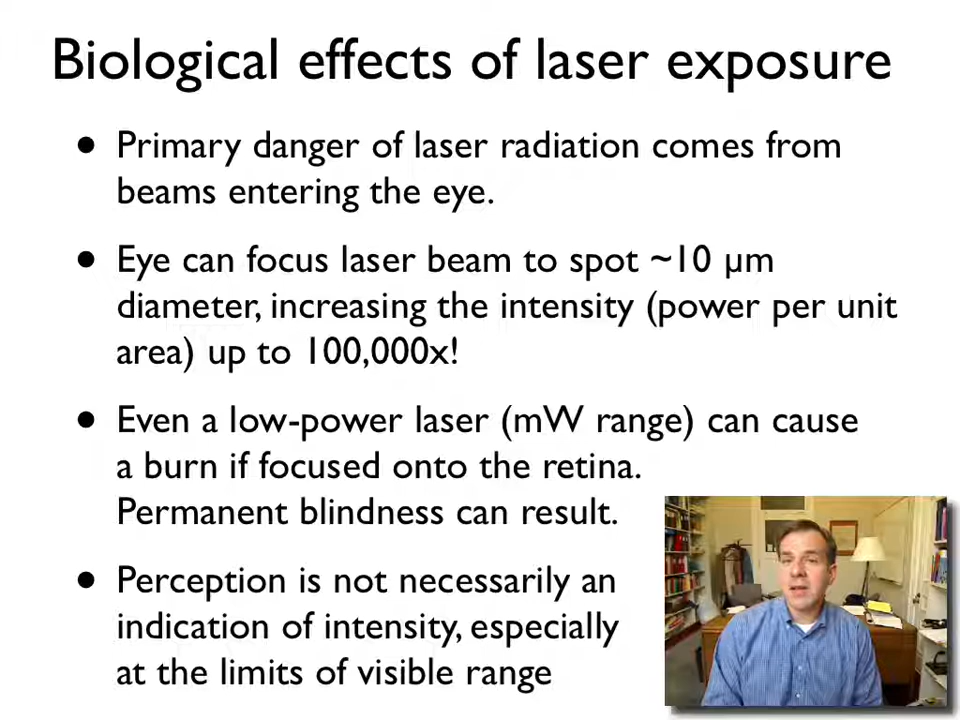 Biological effects of laser exposure
• Primary danger of laser radiation comes from
beams entering the eye.
• Eye can focus laser beam to spot ~10 µm
diameter, increasing the intensity (power per unit
area) up to 100,000x!
• Even a low-power laser (mW range) can cause
a burn if focused onto the retina.
Permanent blindness can result.
• Perception is not necessarily an
indication of intensity, especially
at the limits of visible range